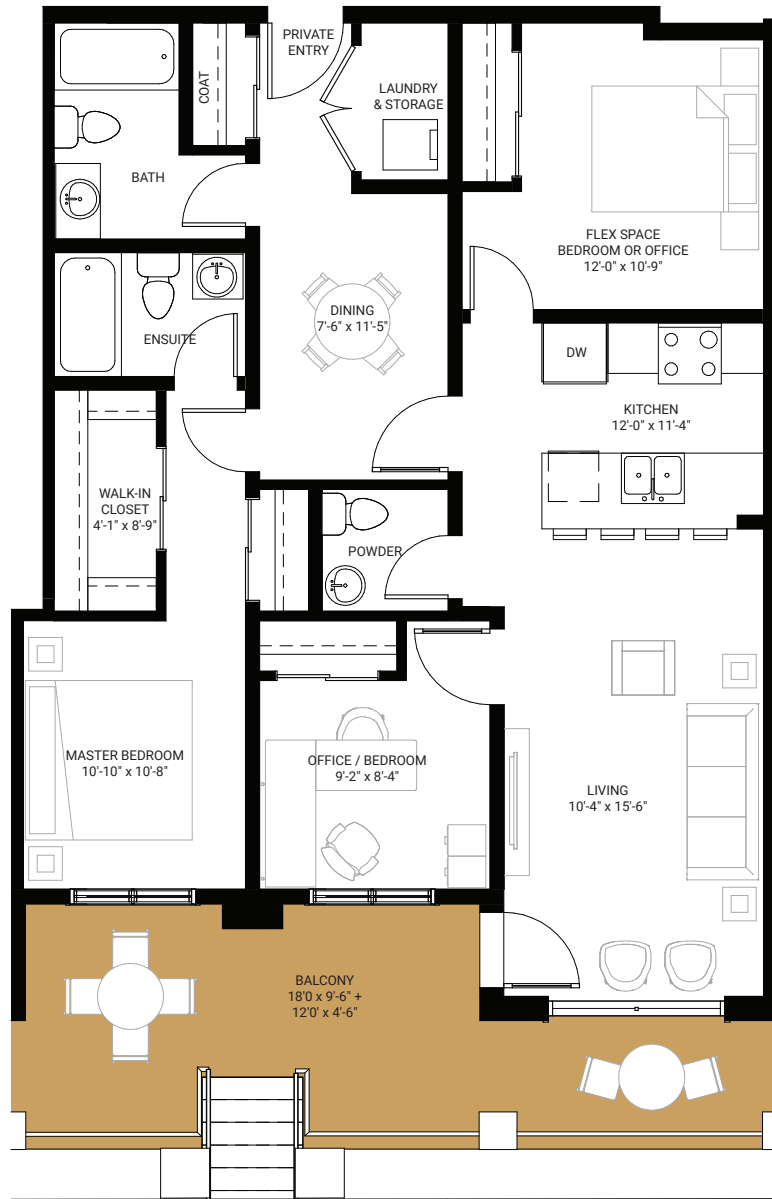 PRIVATE
ENTRY
COAT
LAUNDRY
& STORAGE
BATH
FLEX SPACE
BEDROOM OR OFFICE
12'-0" x 10'-9"
DINING
7'-6" x 11'-5"
ENSUITE
DW
KITCHEN
12'-0" x 11'-4"
WALK-IN
CLOSET
4'-1" x 8'-9"
POWDER
MASTER BEDROOM
10'-10" x 10'-8"
OFFICE / BEDROOM
9'-2" x 8'-4"
LIVING
10'-4" x 15'-6"
BALCONY
18'0 x 9'-6" +
12'0' x 4'-6"